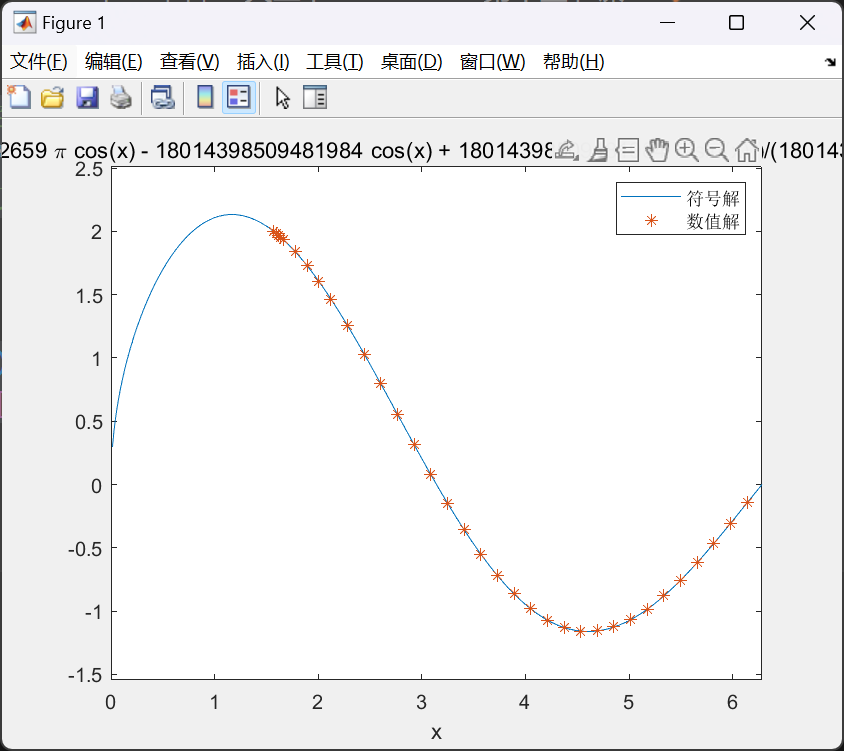 Figure 1
文件(F) 编辑(E) 查看(V) 插入(I) 工具(T) 桌面(D) 窗口(W) 帮助(H)
2659 π cos(x) - 18014398509481984 cos(x) + 18014398 )/(18014
2.5
2
1.5
1
0.5
0
-0.5
-1
-1.5
符号解
数值解
0 1 2 3 4 5 6
x